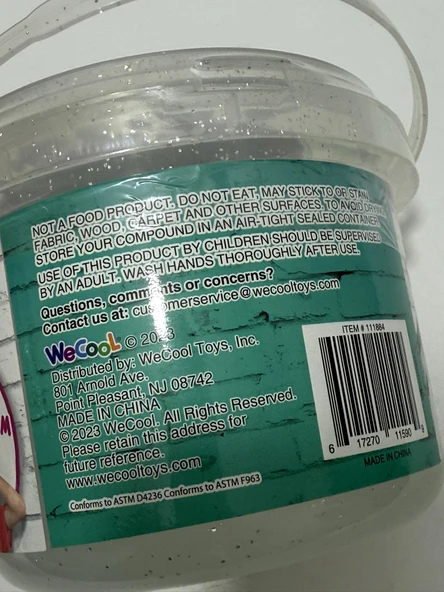 NOT A FOOD PRODUCT. DO NOT EAT. MAY STICK TO OR STAIN
FABRIC, WOOD, CARPET AND OTHER SURFACES. TO AVOID DRYING
STORE YOUR COMPOUND IN AN AIR-TIGHT SEALED CONTAINER
USE OF THIS PRODUCT BY CHILDREN SHOULD BE SUPERVISED
BY AN ADULT. WASH HANDS THOROUGHLY AFTER USE.
Questions, comments or concerns?
Contact us at: customerservice@wecooltoys.com
WeCool © 2023
Distributed by: WeCool Toys, Inc.
801 Arnold Ave.
Point Pleasant, NJ 08742
MADE IN CHINA
© 2023 WeCool. All Rights Reserved.
Please retain this address for
future reference.
www.wecooltoys.com
Conforms to ASTM D4236 Conforms to ASTM F963
ITEM # 111884
6 17270 11590 9
MADE IN CHINA
M